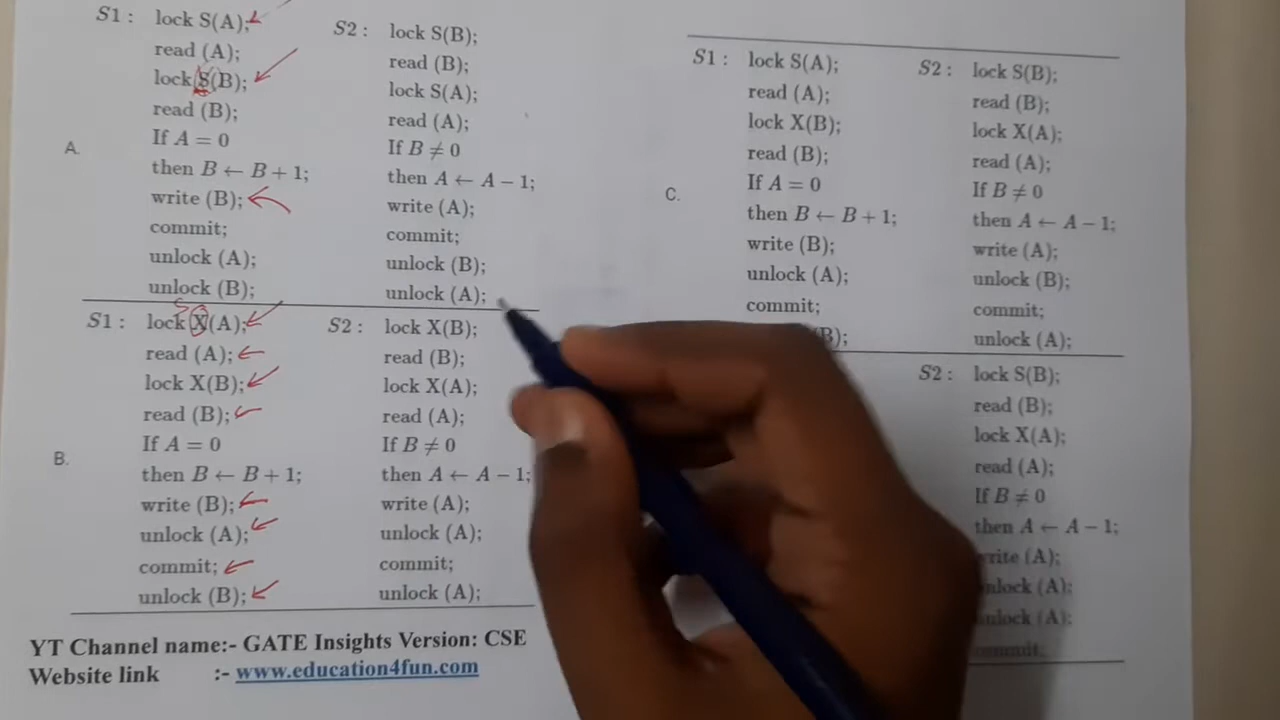 S1 : lock S(A);
read (A);
lock S(B);
read (B);
If A = 0
then B ← B + 1;
write (B);
commit;
unlock (A);
unlock (B);
S2 : lock S(B);
read (B);
lock S(A);
read (A);
If B ≠ 0
then A ← A − 1;
write (A);
commit;
unlock (B);
unlock (A);
A.
S
S1 : lock X(A);
read (A);
lock X(B);
read (B);
If A = 0
then B ← B + 1;
write (B);
unlock (A);
commit;
unlock (B);
S2 : lock X(B);
read (B);
lock X(A);
read (A);
If B ≠ 0
then A ← A − 1;
write (A);
unlock (A);
commit;
unlock (A);
B.
S1 : lock S(A);
read (A);
lock X(B);
read (B);
If A = 0
then B ← B + 1;
write (B);
unlock (A);
commit;
(B);
S2 : lock S(B);
read (B);
lock X(A);
read (A);
If B ≠ 0
then A ← A − 1;
write (A);
unlock (B);
commit;
unlock (A);
C.
S2 : lock S(B);
read (B);
lock X(A);
read (A);
If B ≠ 0
then A ← A − 1;
write (A);
unlock (A);
unlock (A);
commit;
YT Channel name:- GATE Insights Version: CSE
Website link :- www.education4fun.com